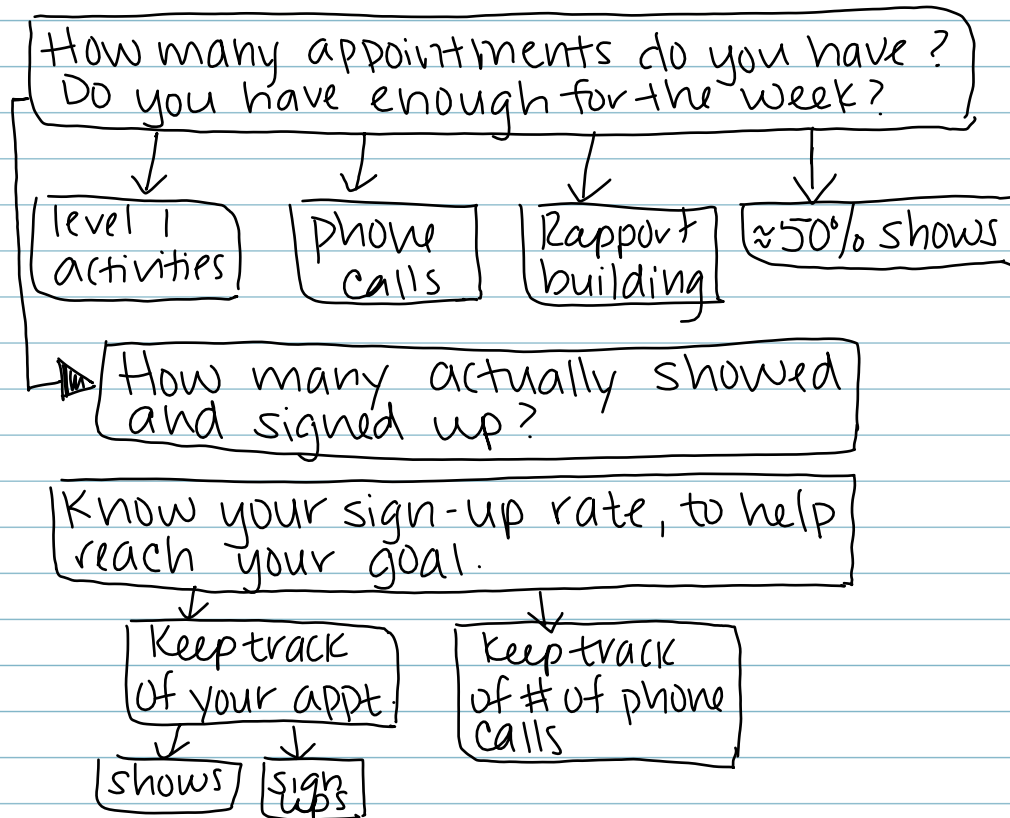 How many appointments do you have?
Do you have enough for the week?
level 1
activities
phone
calls
Rapport
building
≈50% shows
How many actually showed
and signed up?
Know your sign-up rate, to help
reach your goal.
Keep track
of your appt.
Keep track
of # of phone
calls
shows
sign
ups